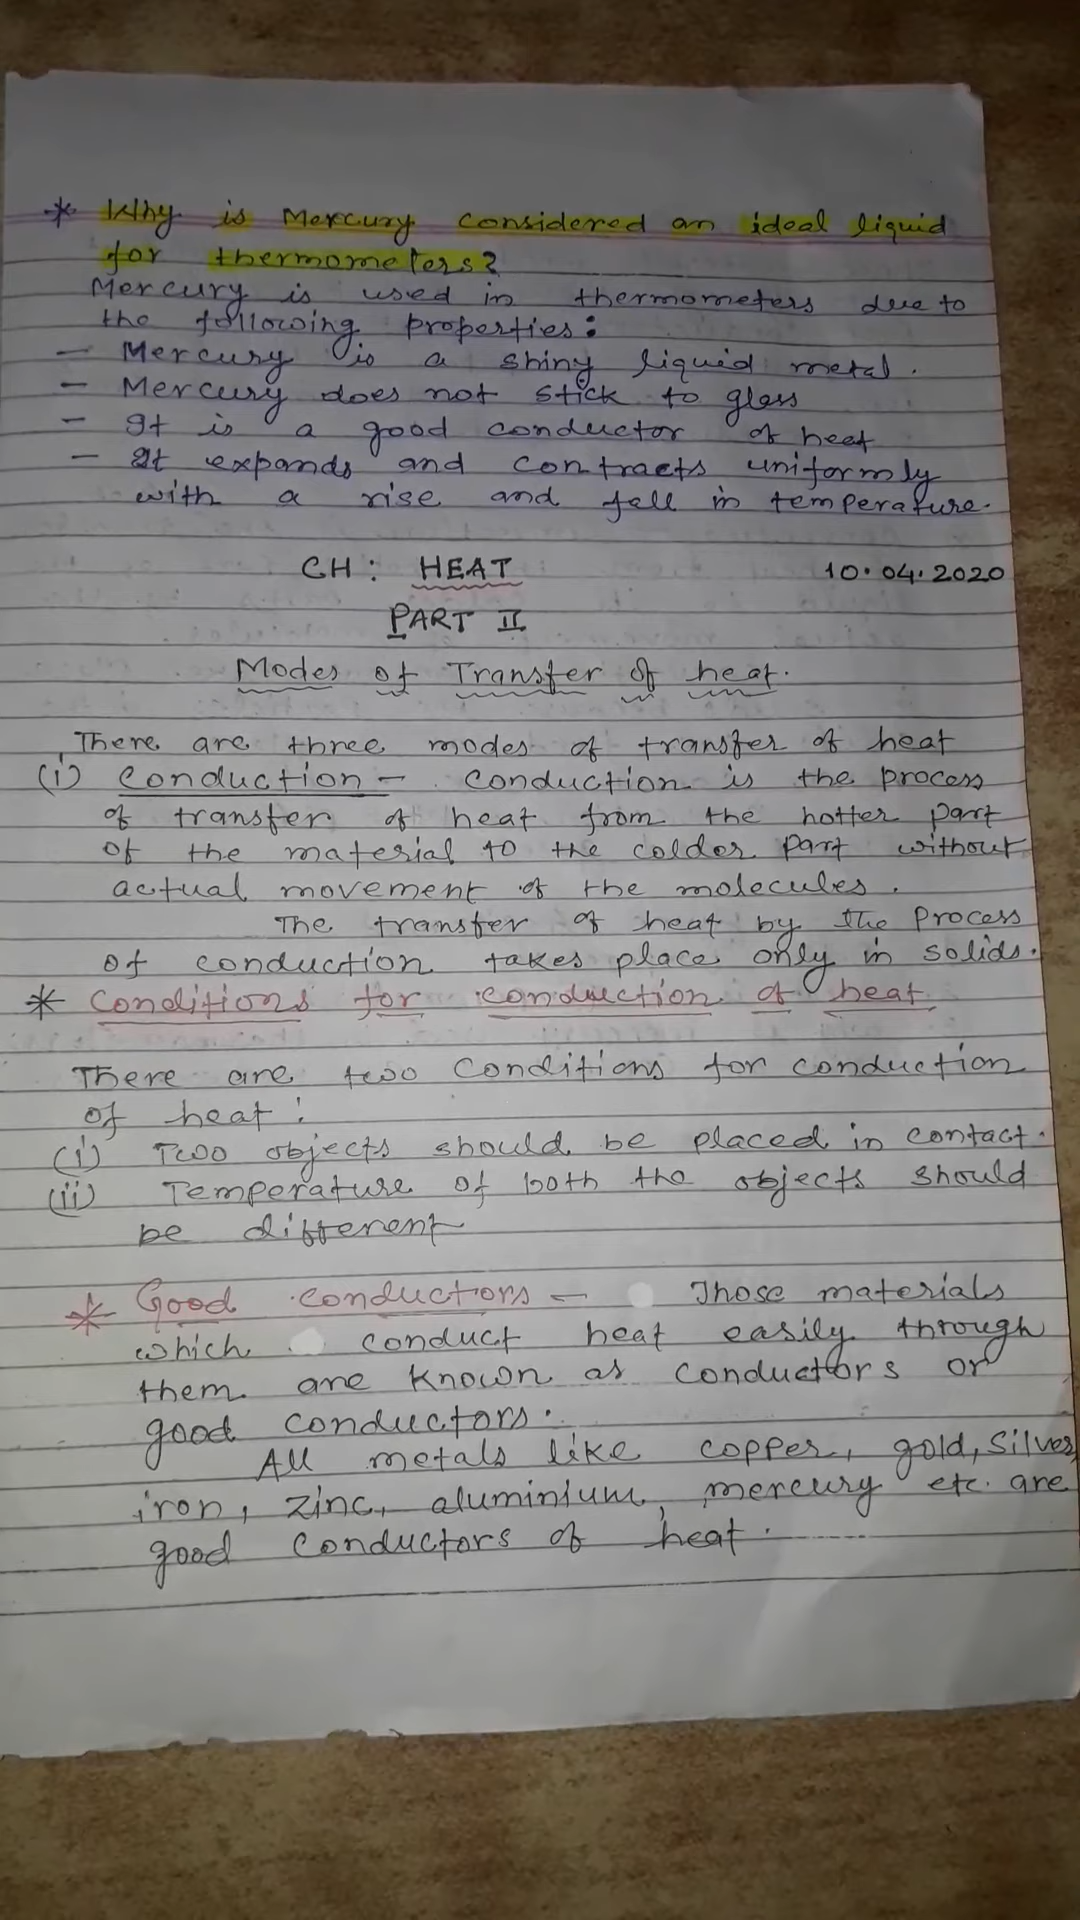 * Why is Mercury considered an ideal liquid
for thermometers?
Mercury is used in thermometers due to
the following properties:
- Mercury is a shiny liquid metal.
- Mercury does not stick to glass
- It is a good conductor of heat
- It expands and contracts uniformly
with a rise and fall in temperature.
CH: HEAT 10.04.2020
PART II
Modes of Transfer of heat.
There are three modes of transfer of heat
(i) Conduction - Conduction is the process
of transfer of heat from the hotter part
of the material to the colder part without
actual movement of the molecules.
The transfer of heat by the process
of conduction takes place only in solids.
* Conditions for conduction of heat
There are two conditions for conduction
of heat:
(i) Two objects should be placed in contact.
(ii) Temperature of both the objects should
be different
* Good conductors - Those materials
which conduct heat easily through
them are known as conductors or
good conductors.
All metals like copper, gold, silver,
iron, zinc, aluminium, mercury etc. are
good conductors of heat.